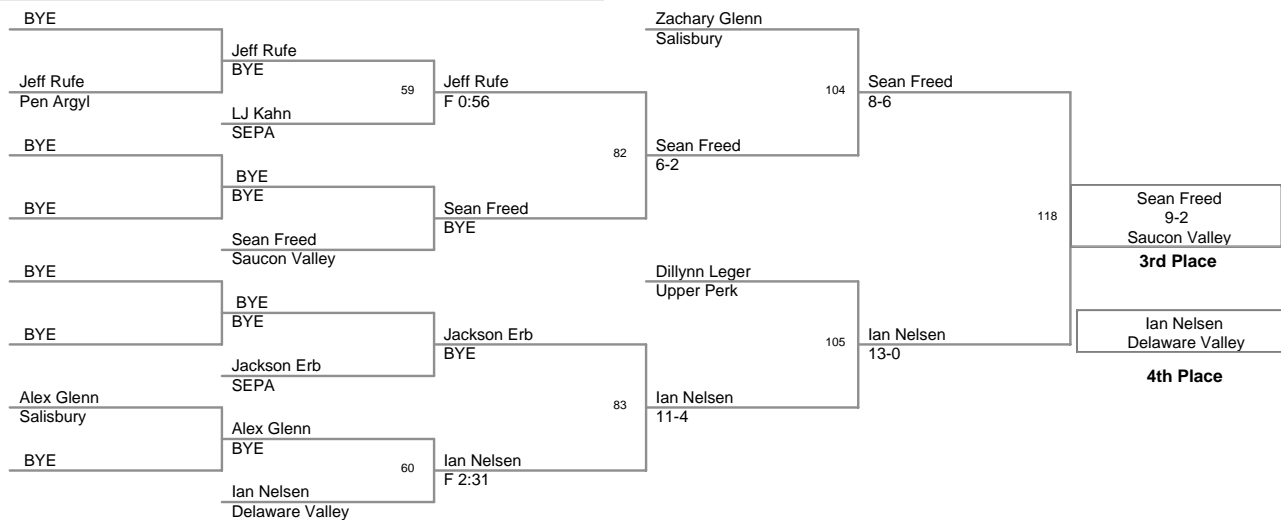 BYE
Jeff Rufe
Pen Argyl
BYE
BYE
BYE
BYE
Alex Glenn
Salisbury
BYE
Jeff Rufe
BYE
59
LJ Kahn
SEPA
BYE
BYE
Sean Freed
Saucon Valley
BYE
BYE
Jackson Erb
SEPA
Alex Glenn
BYE
60
Ian Nelsen
Delaware Valley
Jeff Rufe
F 0:56
82
Sean Freed
BYE
Jackson Erb
BYE
83
Ian Nelsen
F 2:31
Zachary Glenn
Salisbury
104
Sean Freed
6-2
Dillynn Leger
Upper Perk
105
Ian Nelsen
11-4
Sean Freed
8-6
118
Ian Nelsen
13-0
Sean Freed
9-2
Saucon Valley
3rd Place
Ian Nelsen
Delaware Valley
4th Place